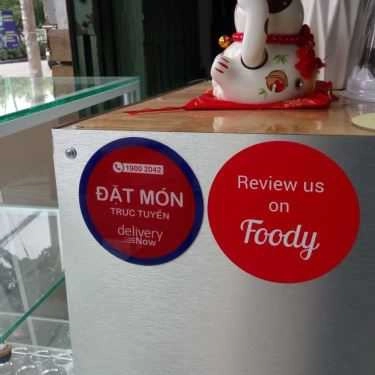 1900 2042
ĐẶT MÓN
TRỰC TUYẾN
delivery
Now
Review us
on
Foody